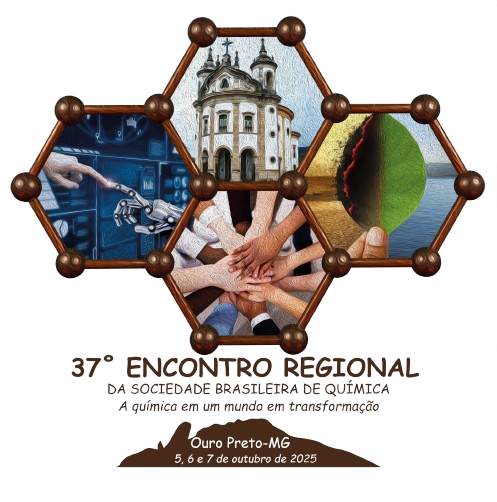 37° ENCONTRO REGIONAL
DA SOCIEDADE BRASILEIRA DE QUÍMICA
A química em um mundo em transformação
Ouro Preto-MG
5, 6 e 7 de outubro de 2025